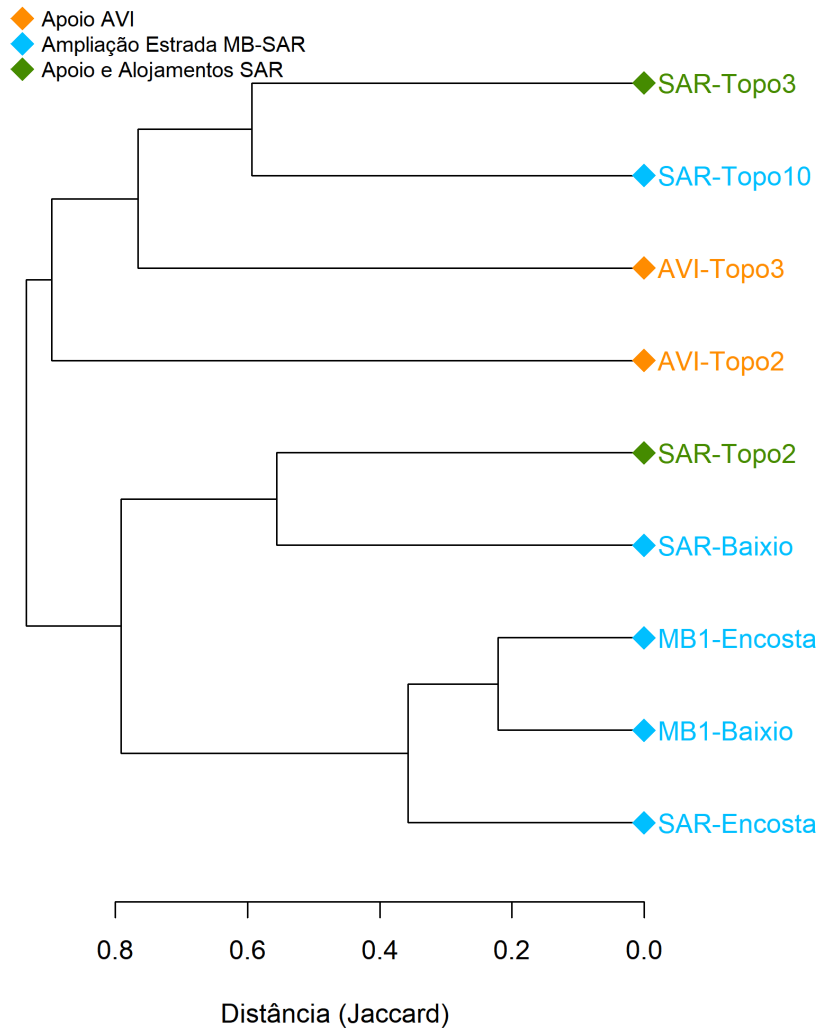 Apoio AVI
Ampliação Estrada MB-SAR
Apoio e Alojamentos SAR
SAR-Topo3
SAR-Topo10
AVI-Topo3
AVI-Topo2
SAR-Topo2
SAR-Baixio
MB1-Encosta
MB1-Baixio
SAR-Encosta
0.8 0.6 0.4 0.2 0.0
Distância (Jaccard)